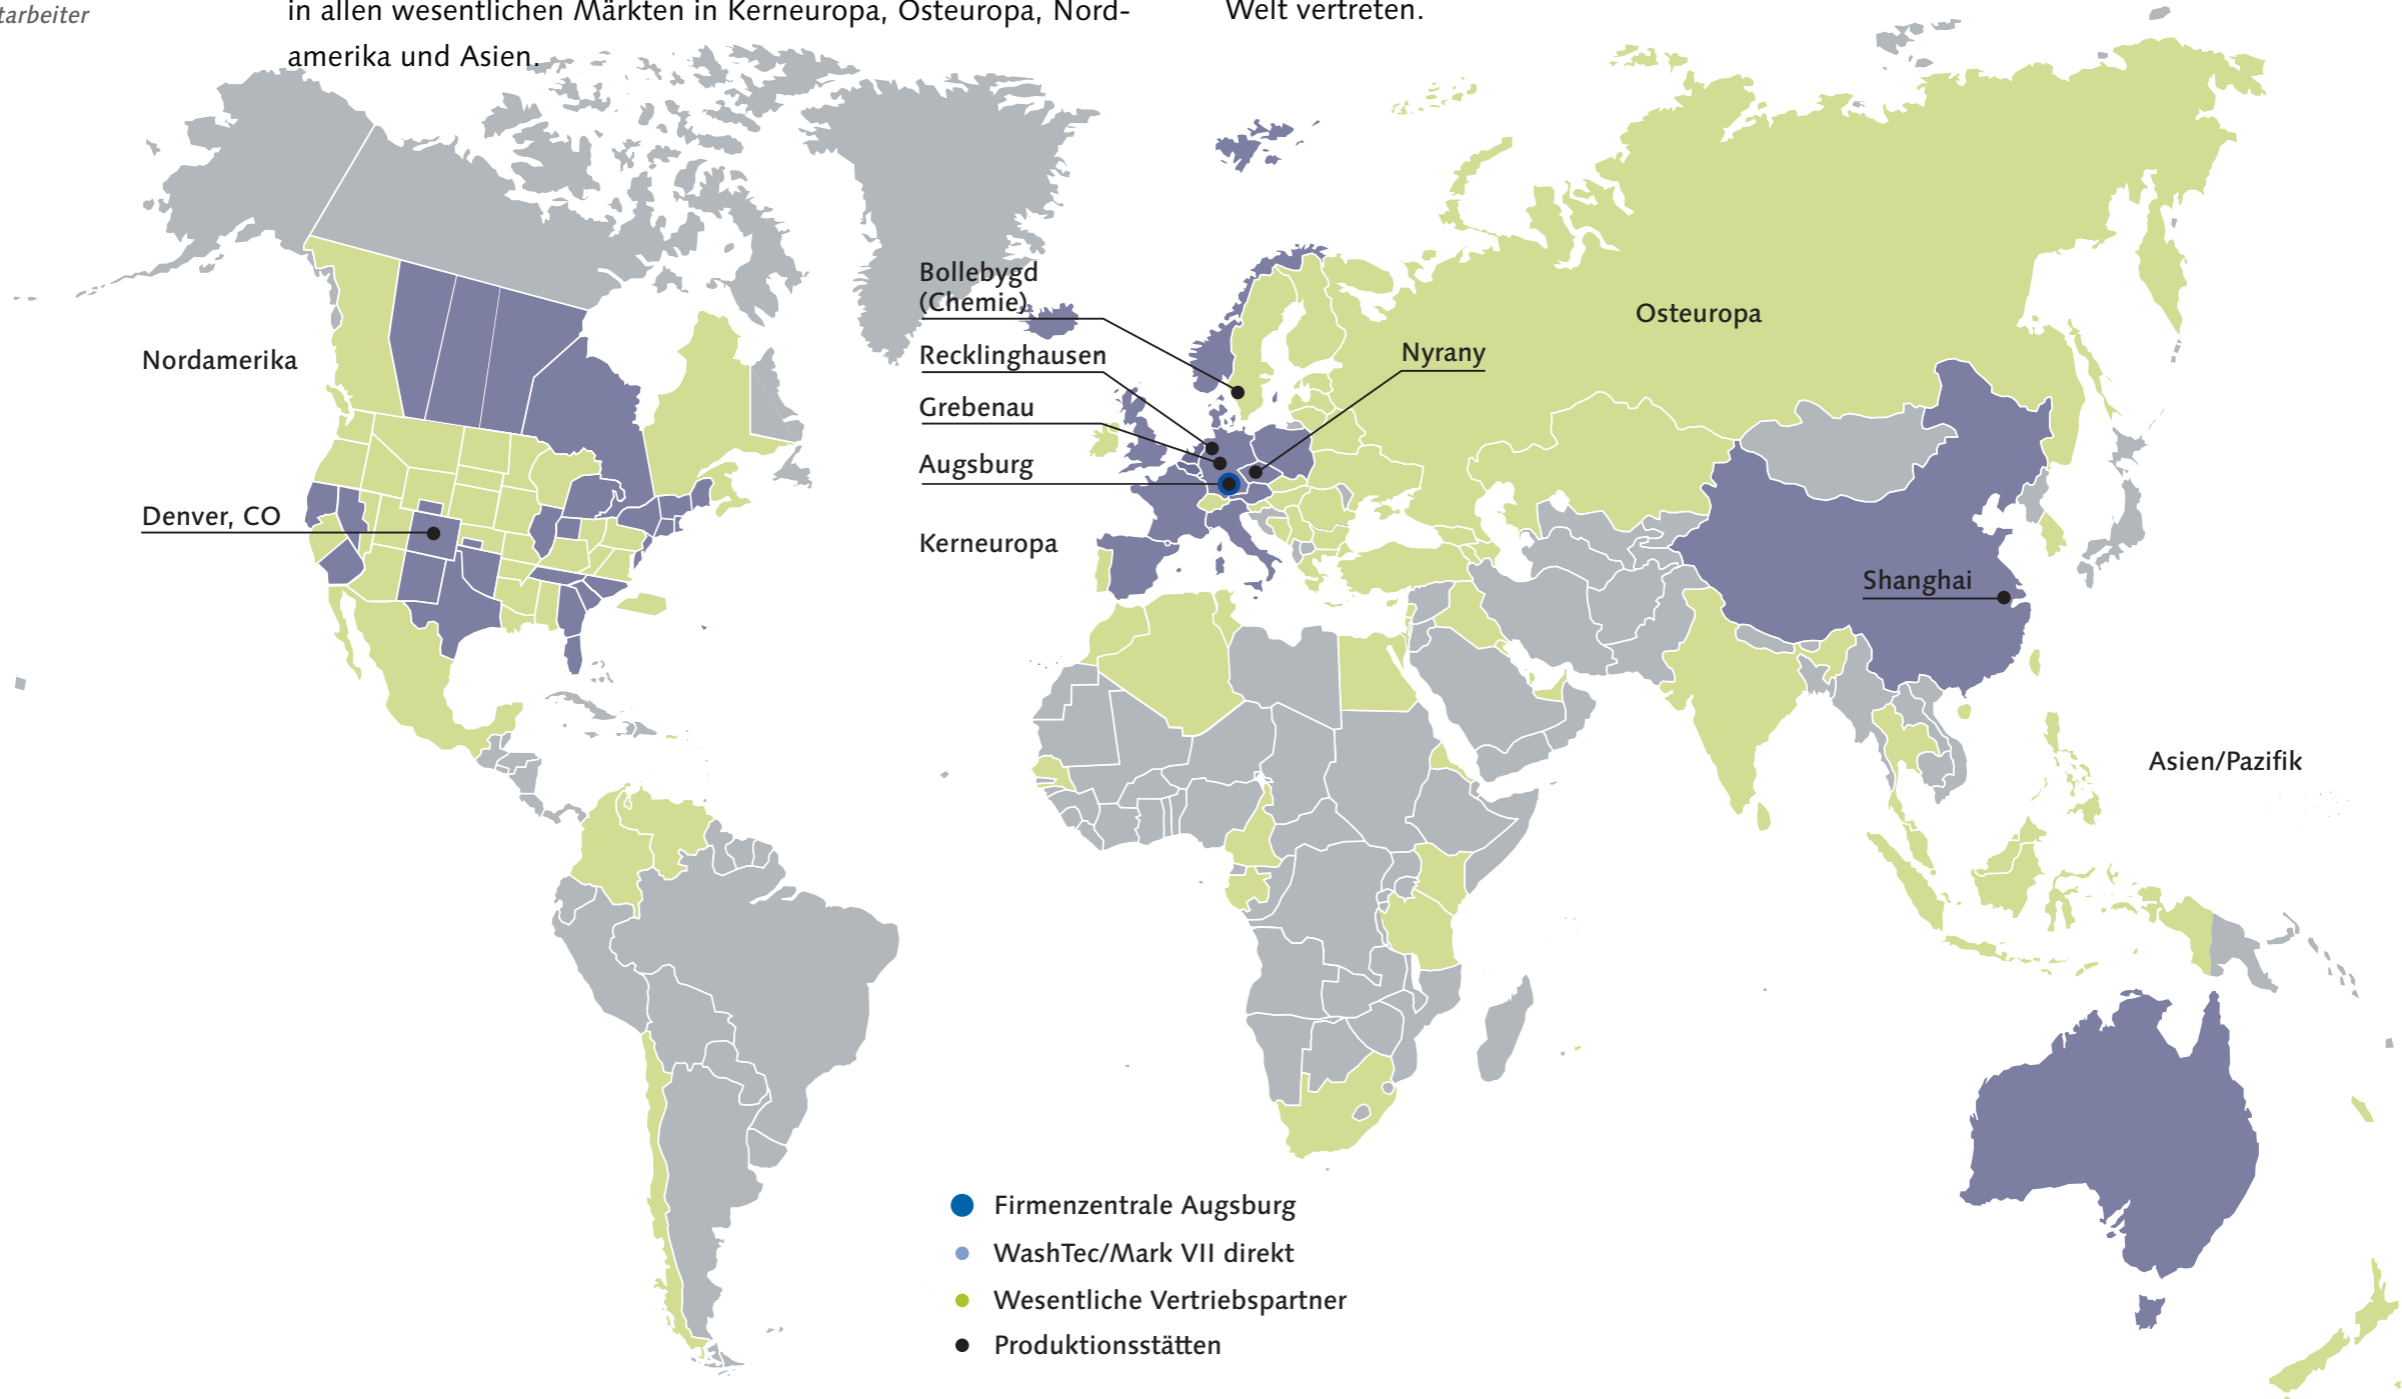 tarbeiter
in allen wesentlichen Märkten in Kerneuropa, Osteuropa, Nord-
amerika und Asien.
Welt vertreten.
Nordamerika
Denver, CO
Bollebygd
(Chemie)
Recklinghausen
Grebenau
Augsburg
Kerneuropa
Nyrany
Osteuropa
Shanghai
Asien/Pazifik
Firmenzentrale Augsburg
WashTec/Mark VII direkt
Wesentliche Vertriebspartner
Produktionsstätten